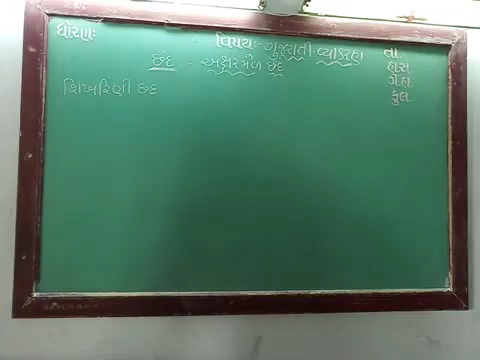 ધોરણઃ
વિષયઃ- ગુજરાતી વ્યાકરણ
તા.
છંદ - અક્ષરમેળ છંદ
હા.સ.
ગે.હા.
કુલ.
શિખરિણી છંદ